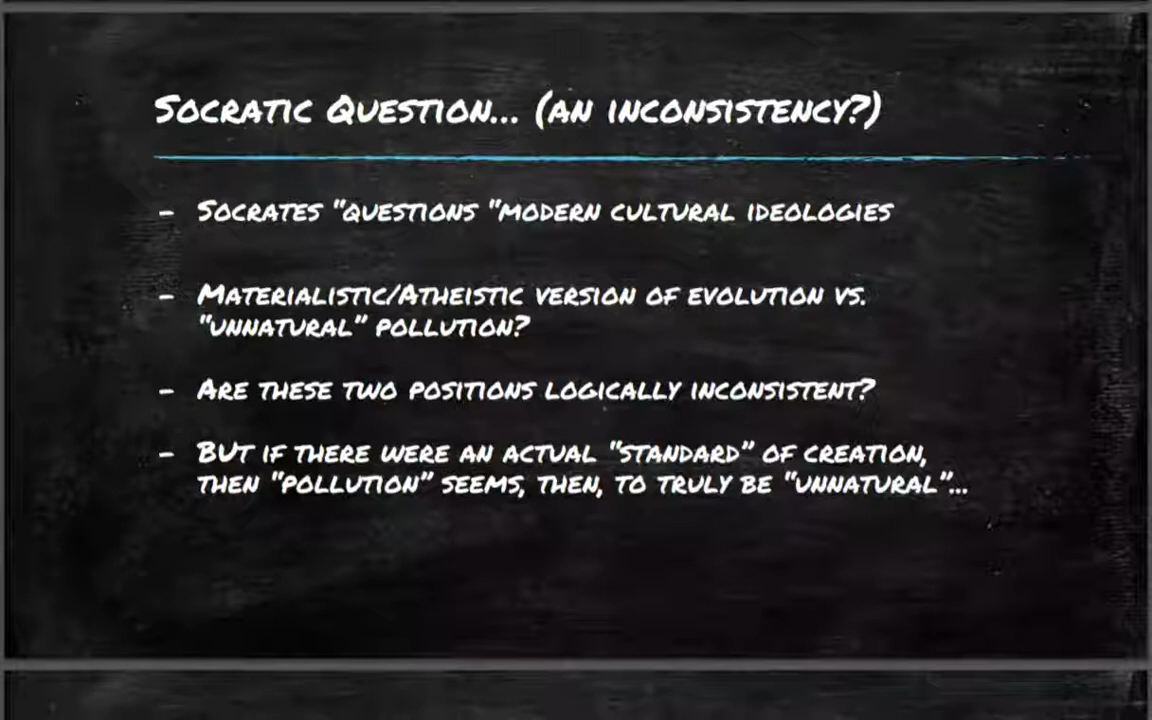 Socratic Question... (an inconsistency?)
- Socrates "questions "modern cultural ideologies
- Materialistic/Atheistic version of evolution vs.
"unnatural" pollution?
- Are these two positions logically inconsistent?
- But if there were an actual "standard" of creation,
then "pollution" seems, then, to truly be "unnatural"...